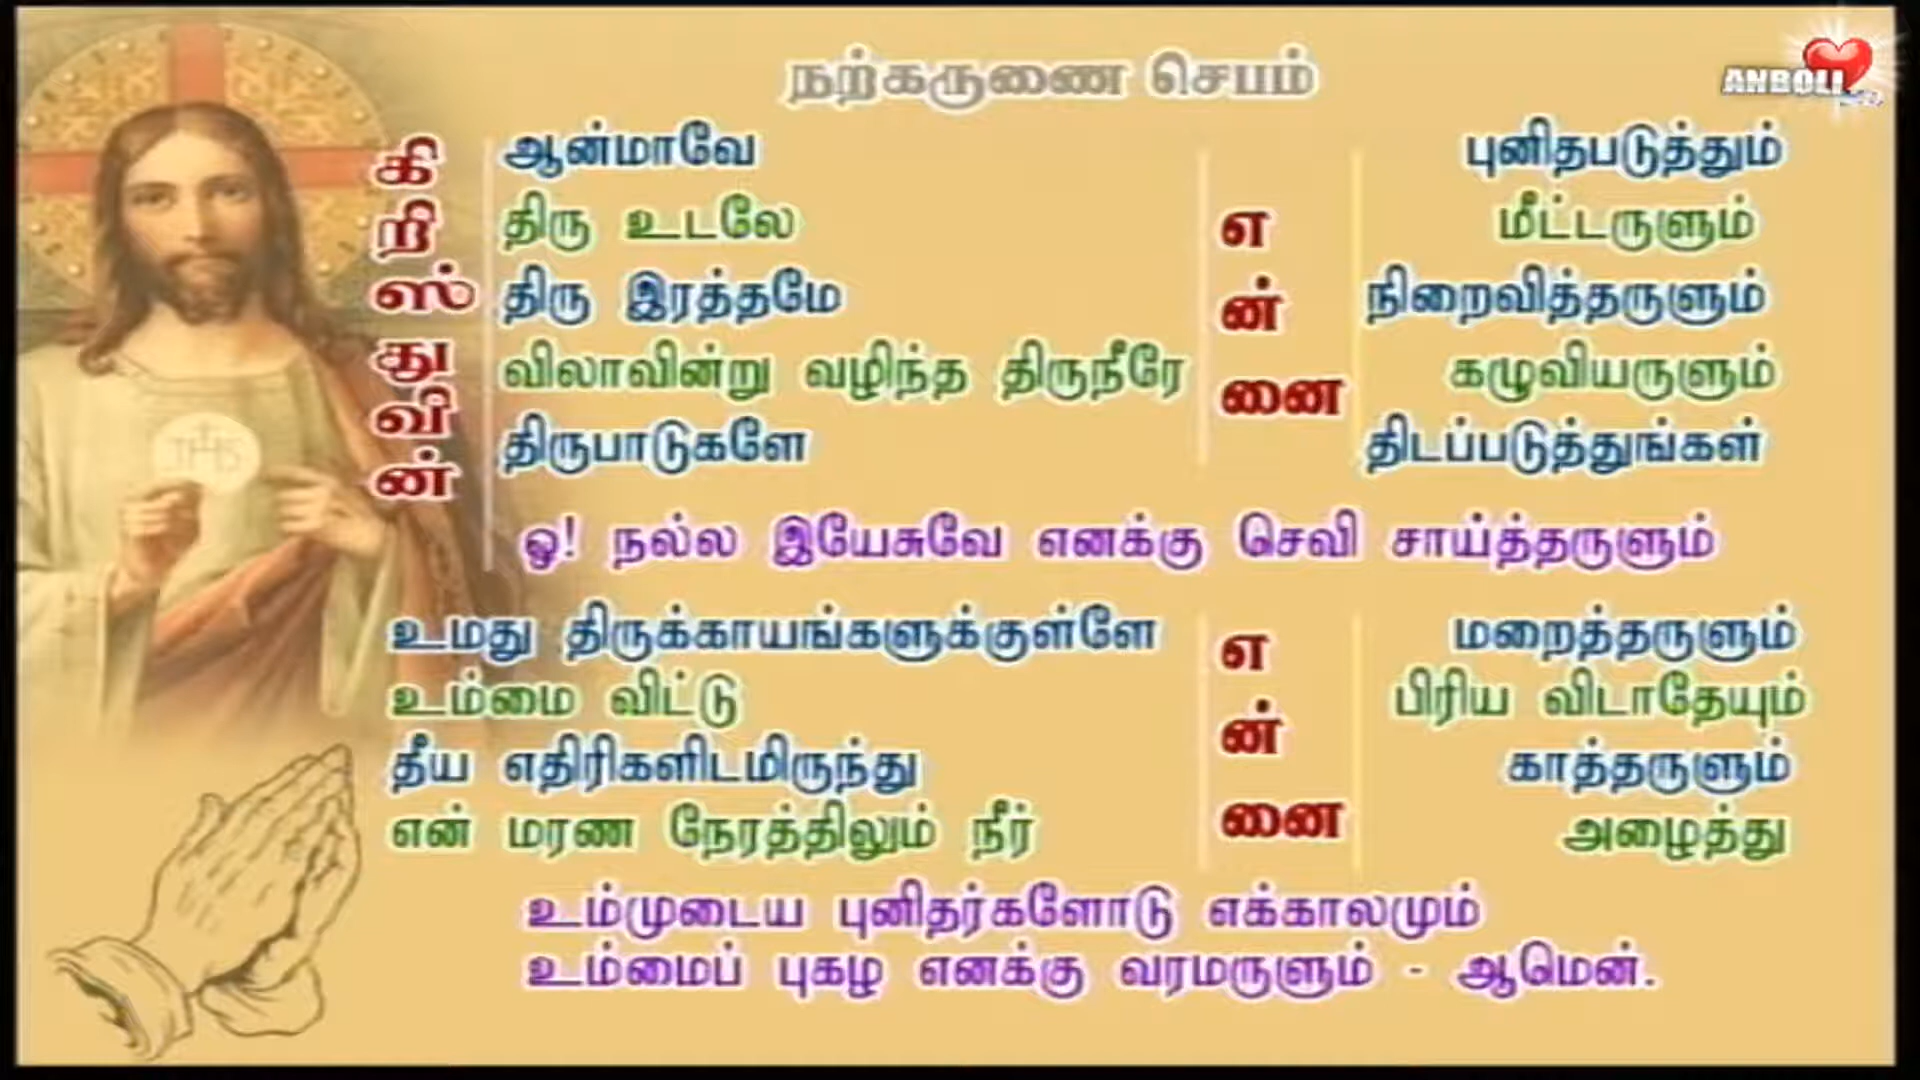 நற்கருணை செபம்
ANBOLI
கிறிஸ்துவின்
ஆன்மாவே
திரு உடலே
திரு இரத்தமே
விலாவின்று வழிந்த திருநீரே
திருபாடுகளே
என்னை
புனிதபடுத்தும்
மீட்டருளும்
நிறைவித்தருளும்
கழுவியருளும்
திடப்படுத்துங்கள்
ஓ! நல்ல இயேசுவே எனக்கு செவி சாய்த்தருளும்
உமது திருக்காயங்களுக்குள்ளே
உம்மை விட்டு
தீய எதிரிகளிடமிருந்து
என் மரண நேரத்திலும் நீர்
என்னை
மறைத்தருளும்
பிரிய விடாதேயும்
காத்தருளும்
அழைத்து
உம்முடைய புனிதர்களோடு எக்காலமும்
உம்மைப் புகழ எனக்கு வரமருளும் - ஆமென்.